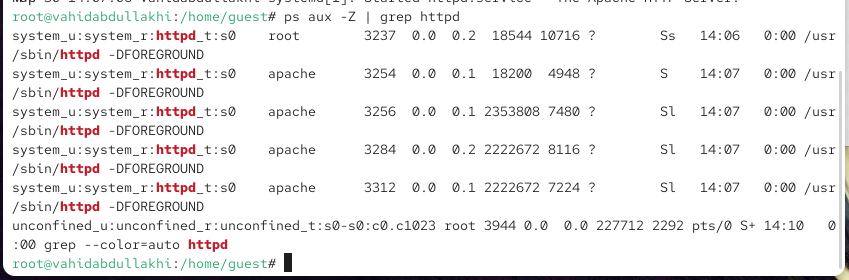 root@vahidabdullakhi:/home/guest# ps aux -Z | grep httpd
system_u:system_r:httpd_t:s0    root        3237  0.0  0.2  18544 10716 ?        Ss   14:06   0:00 /usr
/sbin/httpd -DFOREGROUND
system_u:system_r:httpd_t:s0    apache      3254  0.0  0.1  18200  4948 ?        S    14:07   0:00 /usr
/sbin/httpd -DFOREGROUND
system_u:system_r:httpd_t:s0    apache      3256  0.0  0.1 2353808 7480 ?        Sl   14:07   0:00 /usr
/sbin/httpd -DFOREGROUND
system_u:system_r:httpd_t:s0    apache      3284  0.0  0.2 2222672 8116 ?        Sl   14:07   0:00 /usr
/sbin/httpd -DFOREGROUND
system_u:system_r:httpd_t:s0    apache      3312  0.0  0.1 2222672 7224 ?        Sl   14:07   0:00 /usr
/sbin/httpd -DFOREGROUND
unconfined_u:unconfined_r:unconfined_t:s0-s0:c0.c1023 root 3944 0.0  0.0 227712 2292 pts/0 S+ 14:10   0
:00 grep --color=auto httpd
root@vahidabdullakhi:/home/guest#